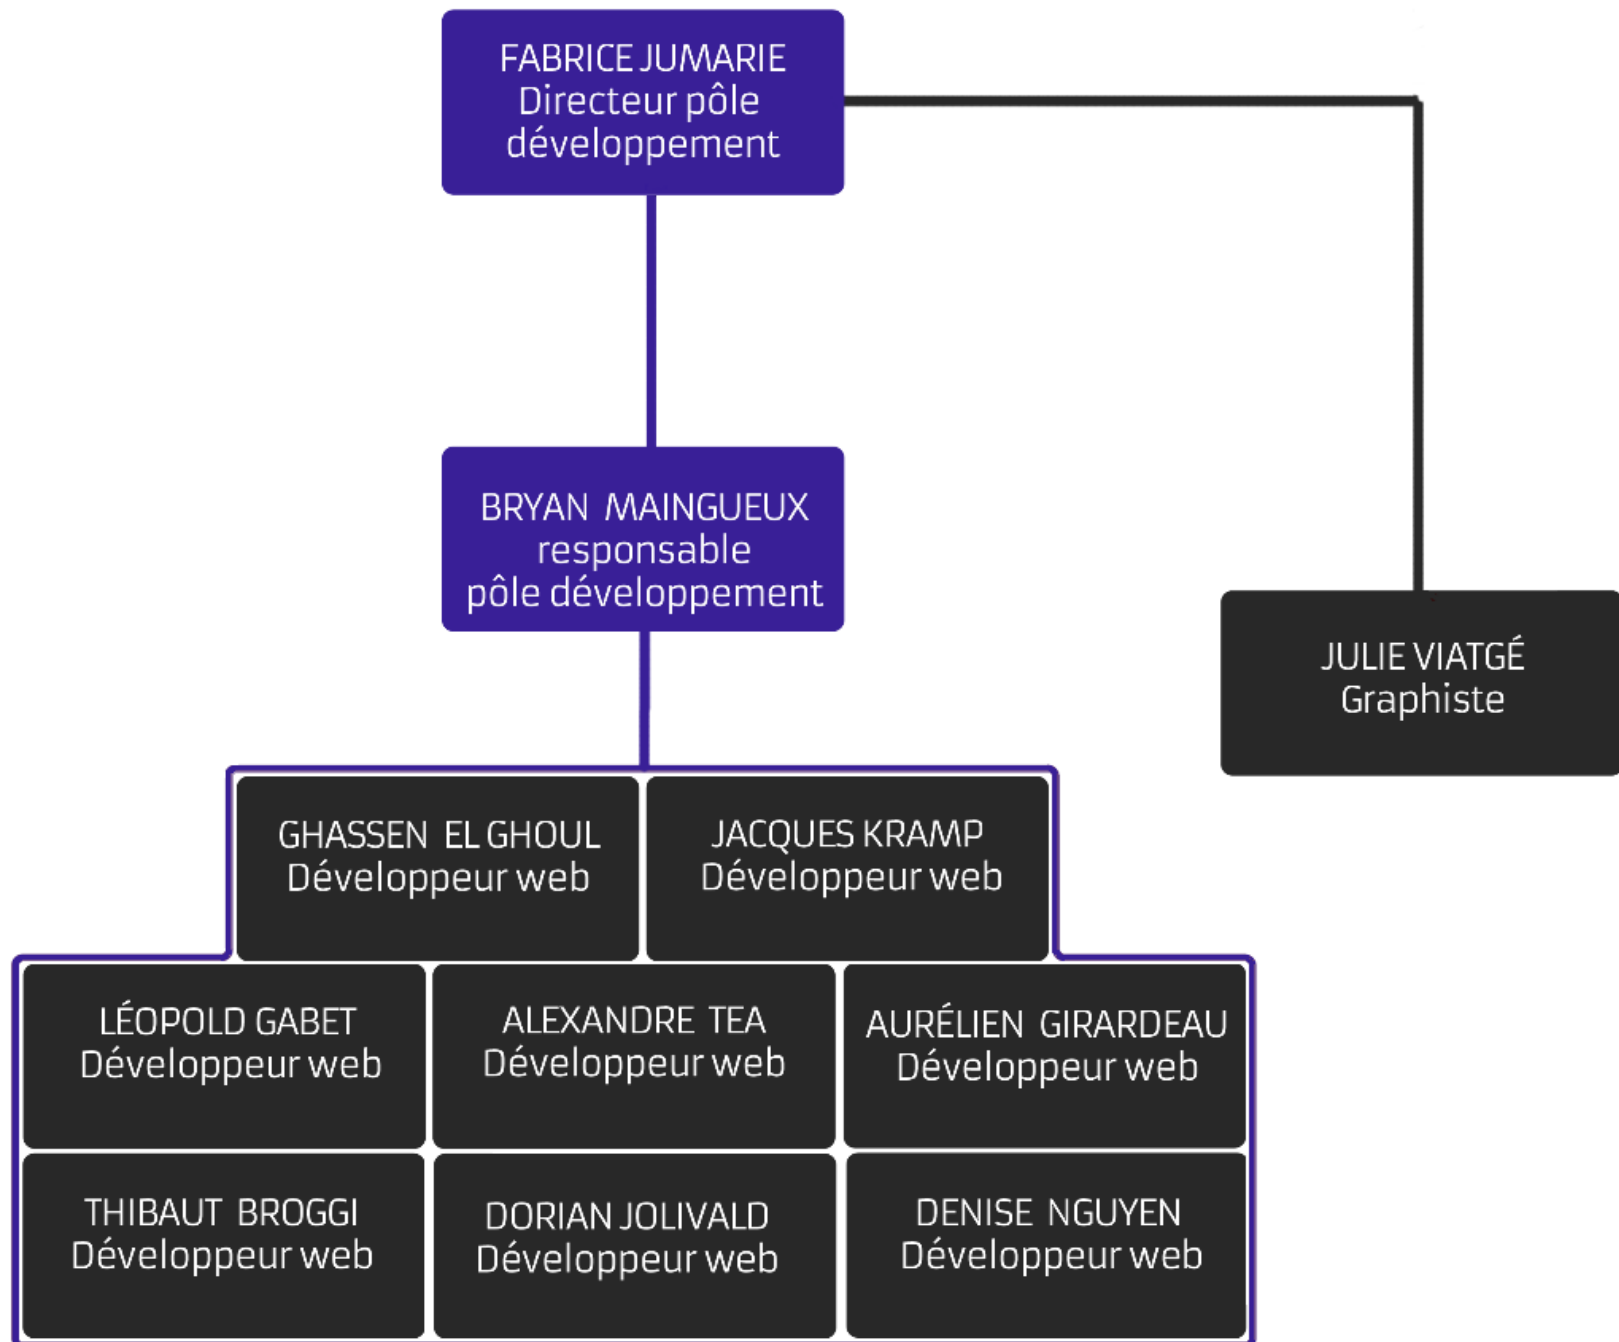 FABRICE JUMARIE
Directeur pôle
développement
BRYAN MAINGUEUX
responsable
pôle développement
JULIE VIATGÉ
Graphiste
GHASSEN EL GHOUL
Développeur web
JACQUES KRAMP
Développeur web
LÉOPOLD GABET
Développeur web
ALEXANDRE TEA
Développeur web
AURÉLIEN GIRARDEAU
Développeur web
THIBAUT BROGGI
Développeur web
DORIAN JOLIVALD
Développeur web
DENISE NGUYEN
Développeur web